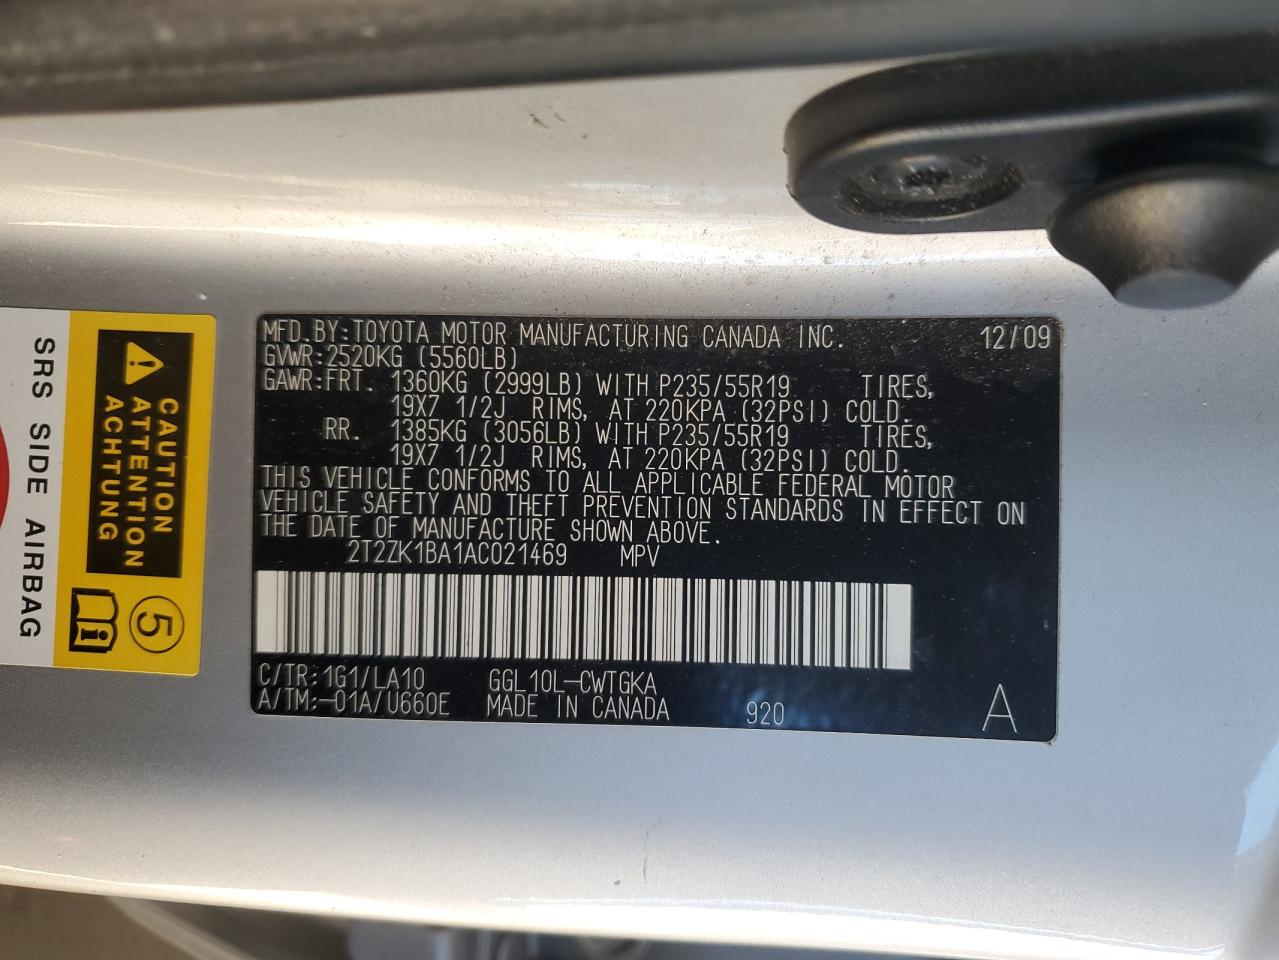 MFD.BY:TOYOTA MOTOR MANUFACTURING CANADA INC. 12/09
GVWR:2520KG (5560LB)
GAWR:FRT. 1360KG (2999LB) WITH P235/55R19 TIRES,
19X7 1/2J RIMS, AT 220KPA (32PSI) COLD.
RR. 1385KG (3056LB) WITH P235/55R19 TIRES,
19X7 1/2J RIMS, AT 220KPA (32PSI) COLD.
THIS VEHICLE CONFORMS TO ALL APPLICABLE FEDERAL MOTOR
VEHICLE SAFETY AND THEFT PREVENTION STANDARDS IN EFFECT ON
THE DATE OF MANUFACTURE SHOWN ABOVE.
2T2ZK1BA1AC021469 MPV
C/TR:1G1/LA10 GGL10L-CWTGKA
A/TM:-01A/U660E MADE IN CANADA 920 A
CAUTION
ATTENTION
ACHTUNG
5
i
SRS SIDE AIRBAG